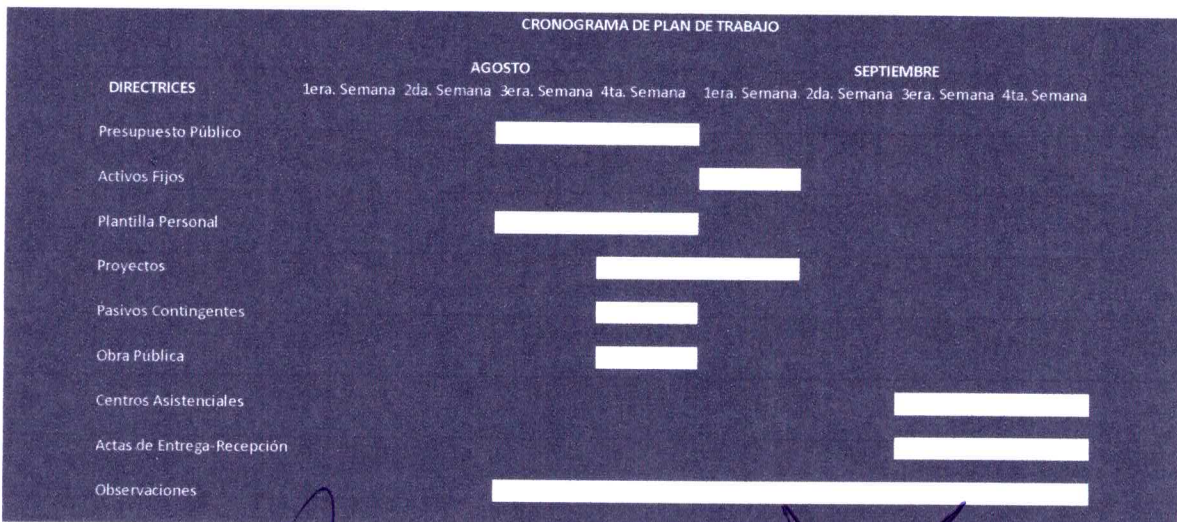 CRONOGRAMA DE PLAN DE TRABAJO
AGOSTO SEPTIEMBRE
DIRECTRICES 1era. Semana 2da. Semana 3era. Semana 4ta. Semana 1era. Semana 2da. Semana 3era. Semana 4ta. Semana
Presupuesto Público
Activos Fijos
Plantilla Personal
Proyectos
Pasivos Contingentes
Obra Pública
Centros Asistenciales
Actas de Entrega-Recepción
Observaciones